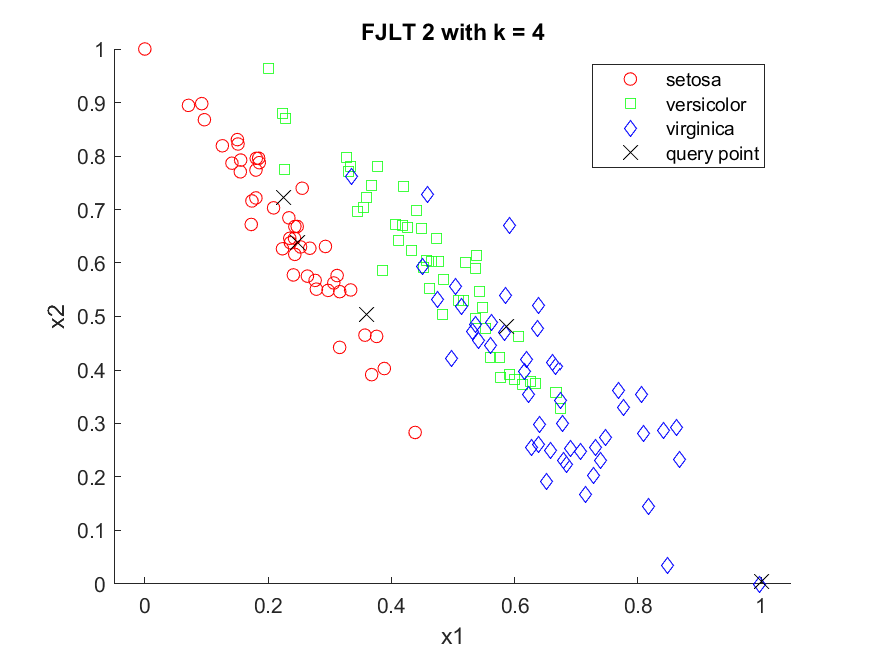 FJLT 2 with k = 4
setosa
versicolor
virginica
query point
x2
1
0.9
0.8
0.7
0.6
0.5
0.4
0.3
0.2
0.1
0
0 0.2 0.4 0.6 0.8 1
x1